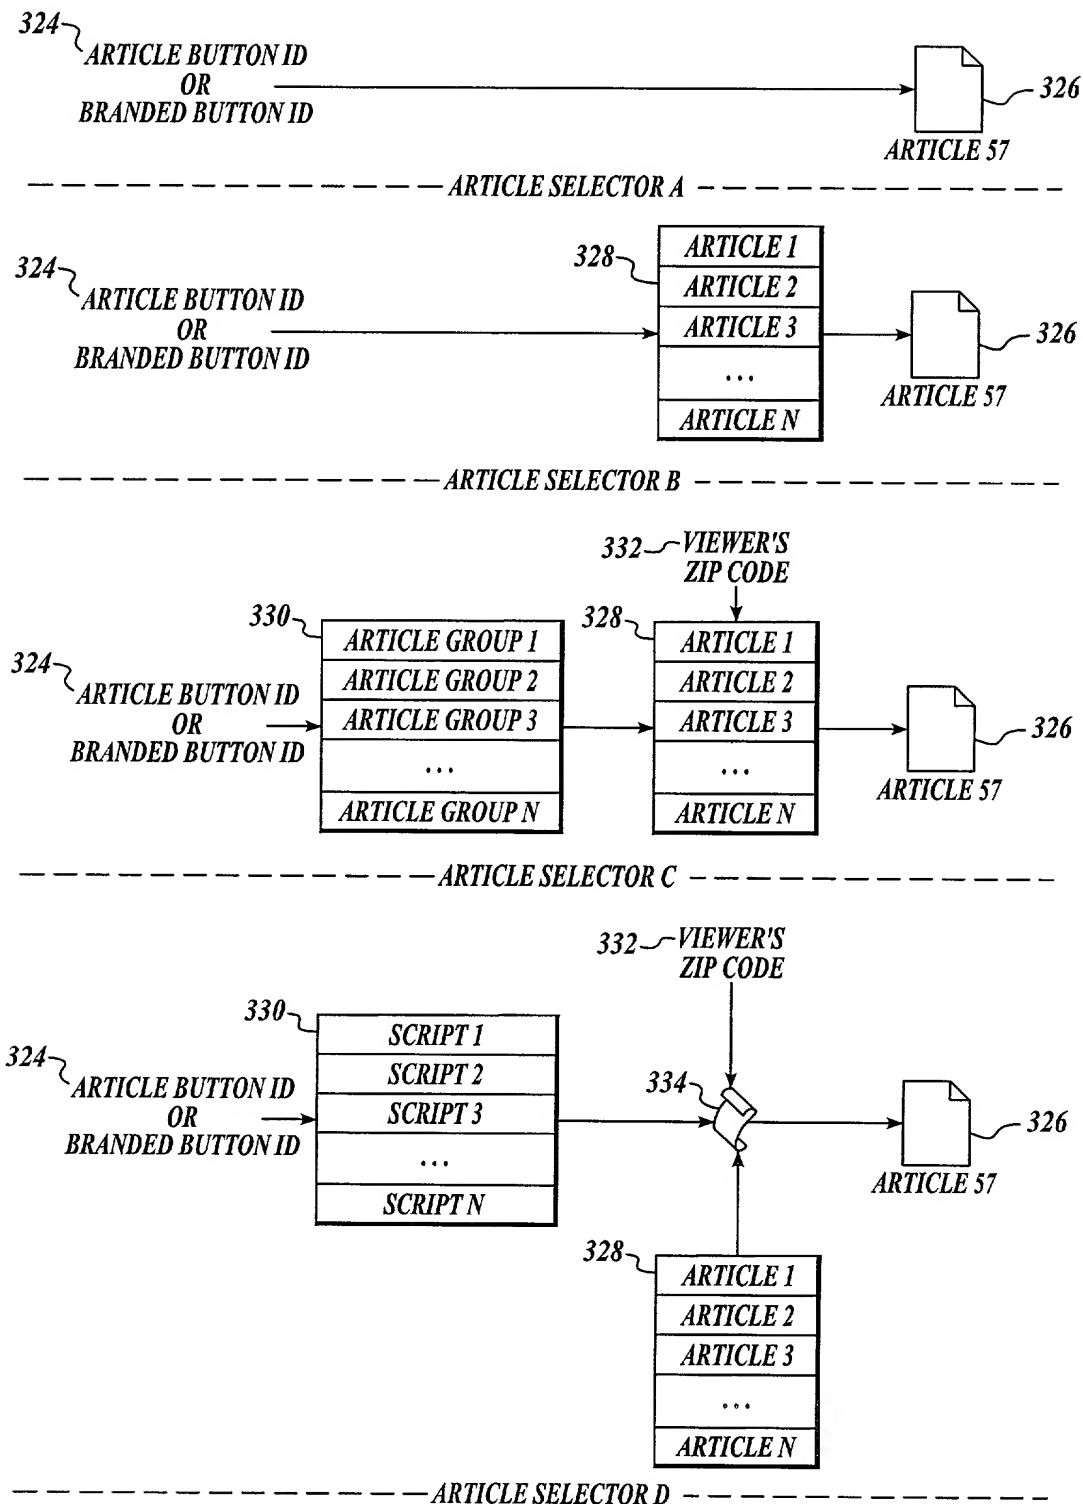 324
ARTICLE BUTTON ID
OR
BRANDED BUTTON ID
326
ARTICLE 57
ARTICLE SELECTOR A
324
ARTICLE BUTTON ID
OR
BRANDED BUTTON ID
328
ARTICLE 1
ARTICLE 2
ARTICLE 3
...
ARTICLE N
326
ARTICLE 57
ARTICLE SELECTOR B
332
VIEWER'S
ZIP CODE
324
ARTICLE BUTTON ID
OR
BRANDED BUTTON ID
330
ARTICLE GROUP 1
ARTICLE GROUP 2
ARTICLE GROUP 3
...
ARTICLE GROUP N
328
ARTICLE 1
ARTICLE 2
ARTICLE 3
...
ARTICLE N
326
ARTICLE 57
ARTICLE SELECTOR C
332
VIEWER'S
ZIP CODE
324
ARTICLE BUTTON ID
OR
BRANDED BUTTON ID
330
SCRIPT 1
SCRIPT 2
SCRIPT 3
...
SCRIPT N
334
326
ARTICLE 57
328
ARTICLE 1
ARTICLE 2
ARTICLE 3
...
ARTICLE N
ARTICLE SELECTOR D